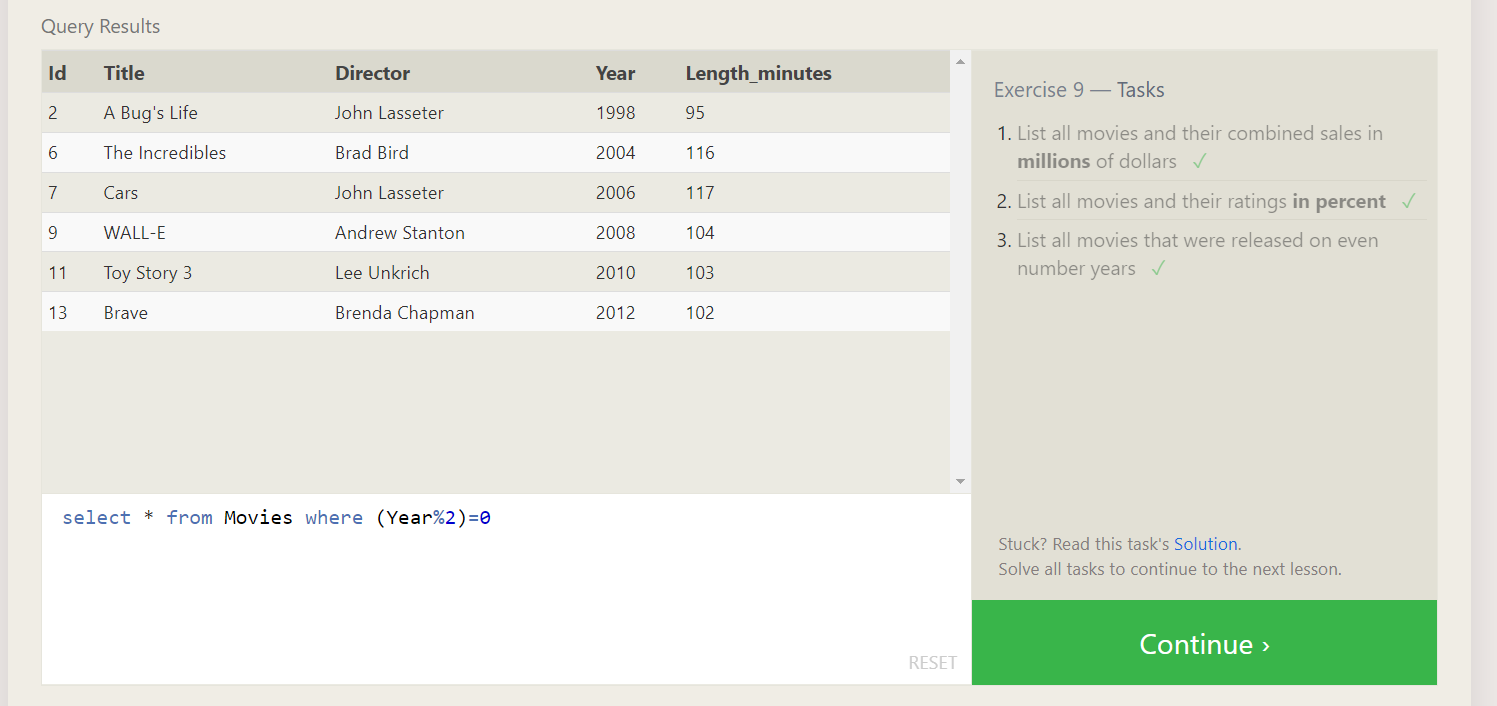 Query Results
Id Title Director Year Length_minutes
2 A Bug's Life John Lasseter 1998 95
6 The Incredibles Brad Bird 2004 116
7 Cars John Lasseter 2006 117
9 WALL-E Andrew Stanton 2008 104
11 Toy Story 3 Lee Unkrich 2010 103
13 Brave Brenda Chapman 2012 102
select * from Movies where (Year%2)=0
RESET
Exercise 9 — Tasks
1. List all movies and their combined sales in
millions of dollars ✓
2. List all movies and their ratings in percent ✓
3. List all movies that were released on even
number years ✓
Stuck? Read this task's Solution.
Solve all tasks to continue to the next lesson.
Continue ›